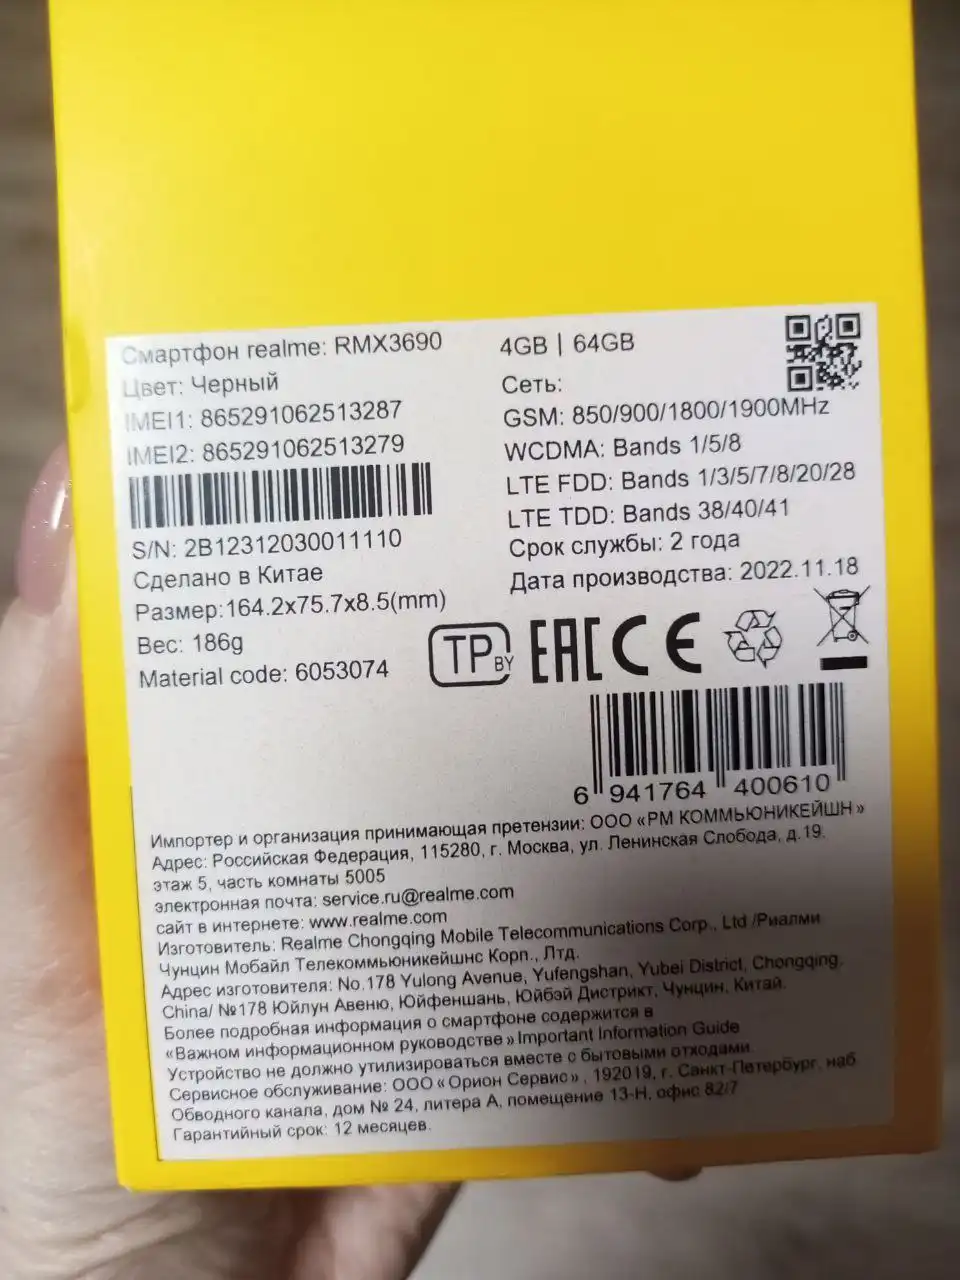 Смартфон realme: RMX3690
Цвет: Черный
IMEI1: 865291062513287
IMEI2: 865291062513279
S/N: 2B12312030011110
Сделано в Китае
Размер:164.2x75.7x8.5(mm)
Вес: 186g
Material code: 6053074
4GB | 64GB
Сеть:
GSM: 850/900/1800/1900MHz
WCDMA: Bands 1/5/8
LTE FDD: Bands 1/3/5/7/8/20/28
LTE TDD: Bands 38/40/41
Срок службы: 2 года
Дата производства: 2022.11.18
TP BY EAC CE
6 941764 400610
Импортер и организация принимающая претензии: ООО «РМ КОММЬЮНИКЕЙШН»
Адрес: Российская Федерация, 115280, г. Москва, ул. Ленинская Слобода, д.19.
этаж 5, часть комнаты 5005
электронная почта: service.ru@realme.com
сайт в интернете: www.realme.com
Изготовитель: Realme Chongqing Mobile Telecommunications Corp., Ltd /Риалми
Чунцин Мобайл Телекоммьюникейшнс Корп., Лтд.
Адрес изготовителя: No.178 Yulong Avenue, Yufengshan, Yubei District, Chongqing.
China/ №178 Юйлун Авеню, Юйфеншань, Юйбэй Дистрикт, Чунцин, Китай.
Более подробная информация о смартфоне содержится в
«Важном информационном руководстве» Important Information Guide
Устройство не должно утилизироваться вместе с бытовыми отходами.
Сервисное обслуживание: ООО «Орион Сервис» , 192019, г. Санкт-Петербург, наб.
Обводного канала, дом № 24, литера А, помещение 13-Н, офис 82/7
Гарантийный срок: 12 месяцев.